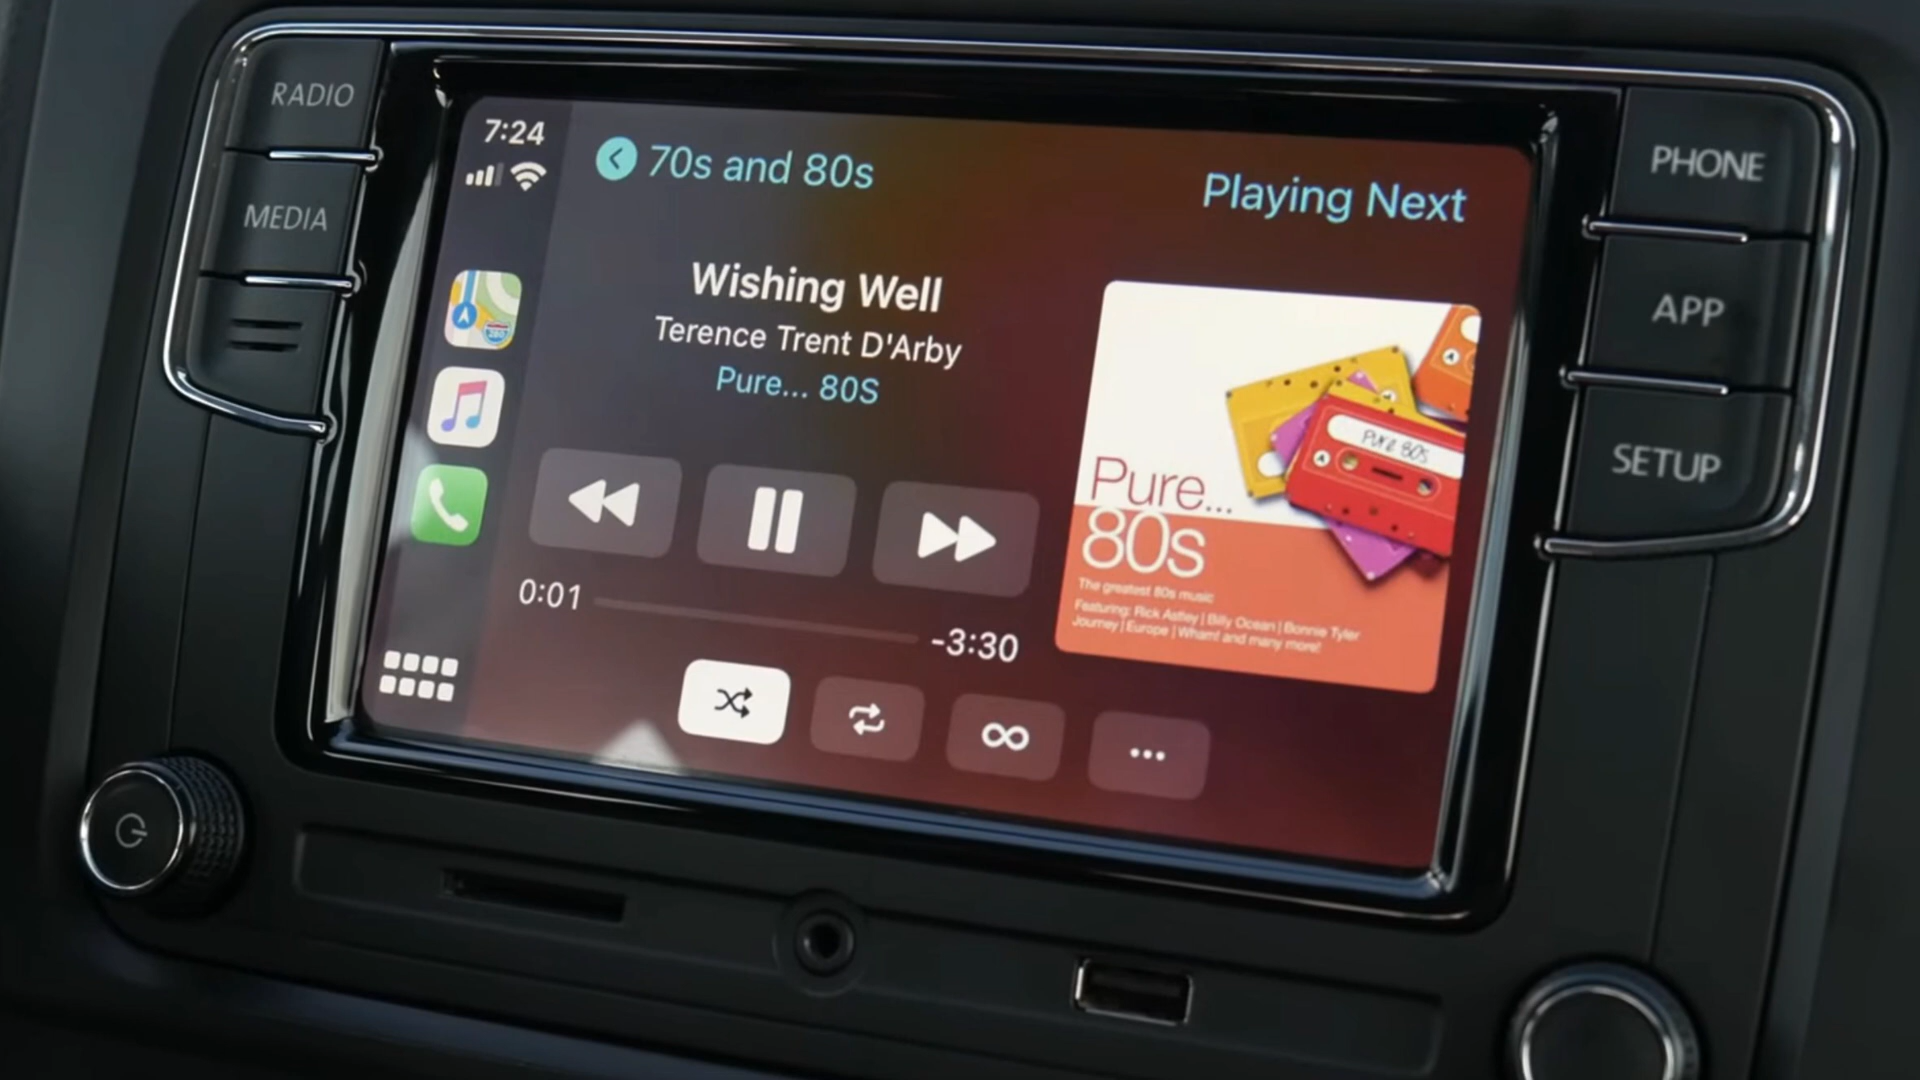 RADIO
MEDIA
PHONE
APP
SETUP
7:24
70s and 80s
Playing Next
Wishing Well
Terence Trent D'Arby
Pure... 80S
0:01
-3:30
PURE 80s
Pure...
80s
The greatest 80s music
Featuring: Rick Astley | Billy Ocean | Bonnie Tyler
Journey | Europe | Wham! and many more!
A
A
280